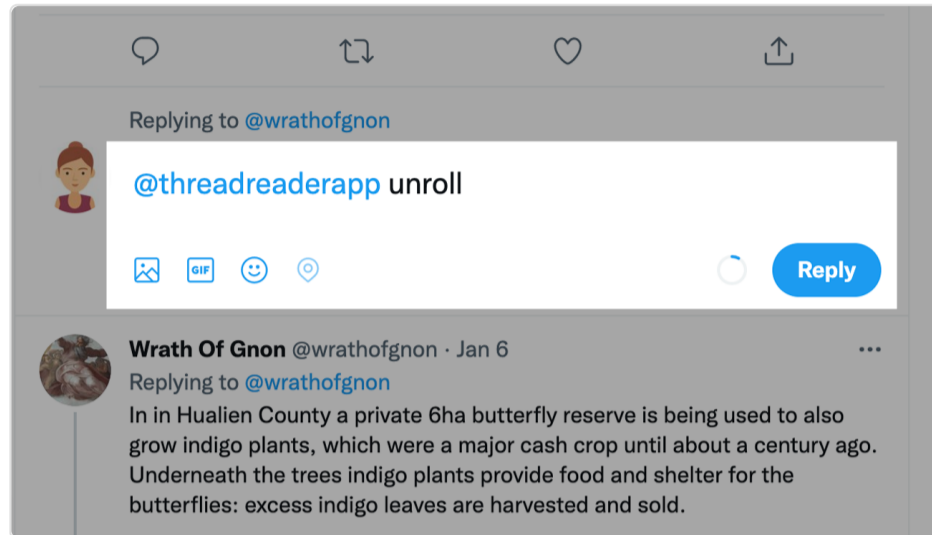 Replying to @wrathofgnon
@threadreaderapp unroll
GIF
Reply
Wrath Of Gnon @wrathofgnon · Jan 6
Replying to @wrathofgnon
In in Hualien County a private 6ha butterfly reserve is being used to also
grow indigo plants, which were a major cash crop until about a century ago.
Underneath the trees indigo plants provide food and shelter for the
butterflies: excess indigo leaves are harvested and sold.